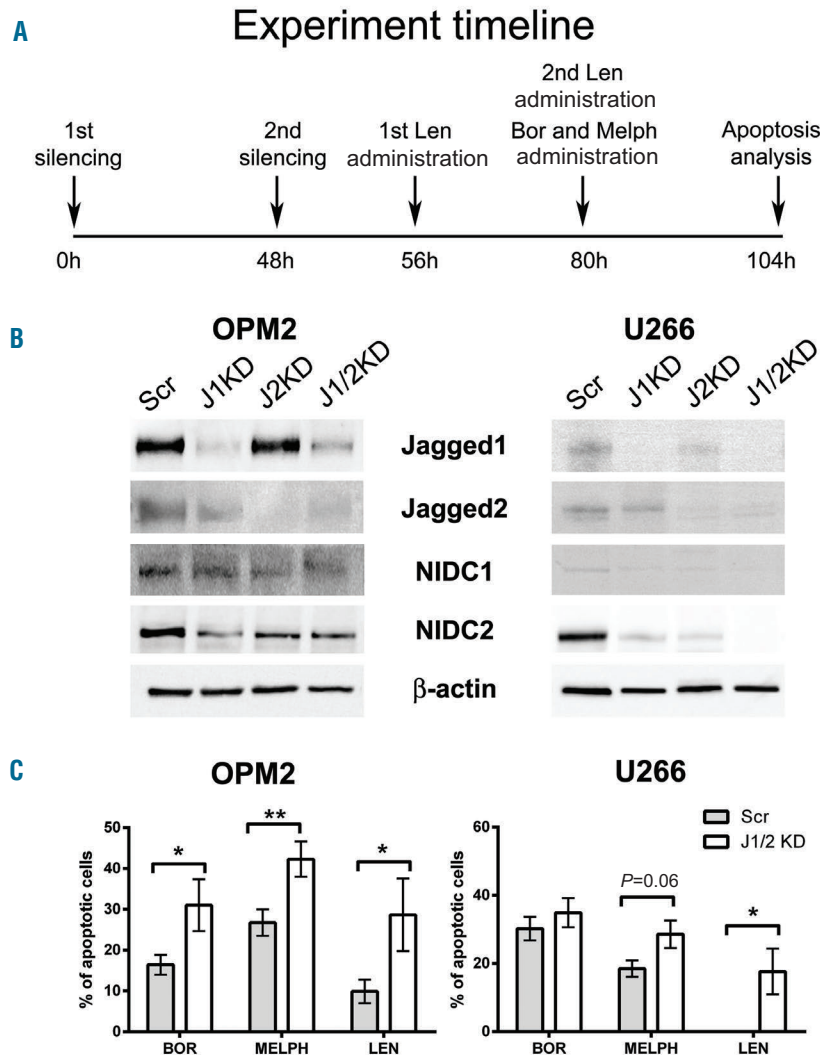 A
Experiment timeline
1st
silencing
2nd
silencing
1st Len
administration
2nd Len
administration
Bor and Melph
administration
Apoptosis
analysis
0h
48h
56h
80h
104h
B
OPM2
U266
Scr
J1KD
J2KD
J1/2KD
Scr
J1KD
J2KD
J1/2KD
Jagged1
Jagged2
NIDC1
NIDC2
β-actin
C
OPM2
U266
% of apoptotic cells
50
40
30
20
10
0
*
**
*
BOR
MELPH
LEN
% of apoptotic cells
60
40
20
0
P=0.06
*
Scr
J1/2 KD
BOR
MELPH
LEN